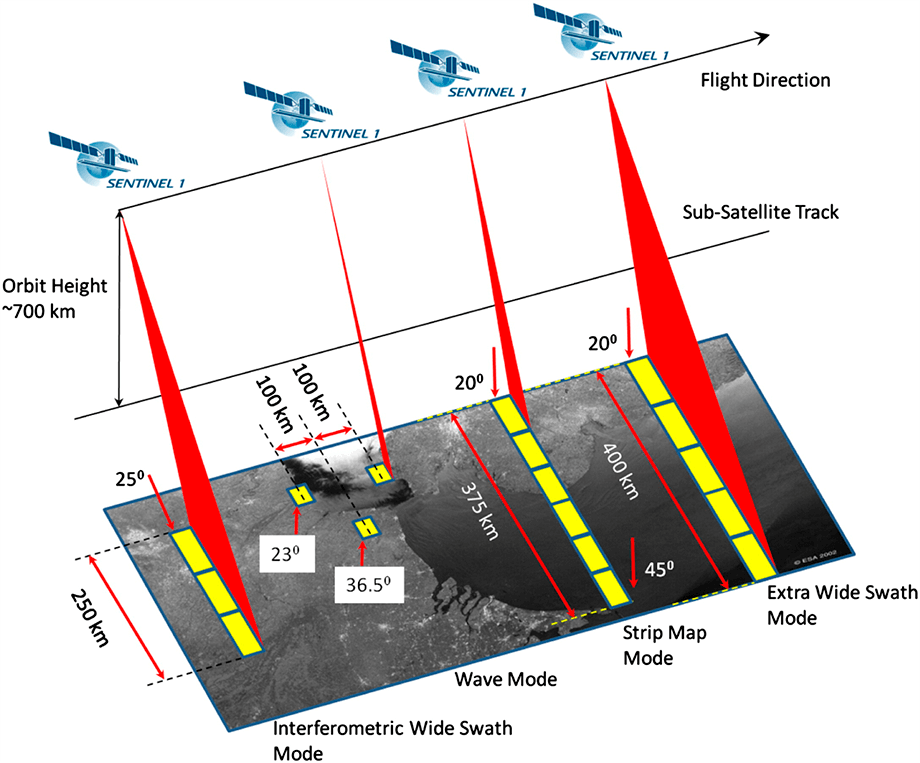 SENTINEL 1
SENTINEL 1
SENTINEL 1
SENTINEL 1
Flight Direction
Sub-Satellite Track
Orbit Height
~700 km
20⁰
20⁰
100 km
100 km
25⁰
375 km
400 km
23⁰
36.5⁰
45⁰
250 km
© ESA 2002
Extra Wide Swath
Mode
Strip Map
Mode
Wave Mode
Interferometric Wide Swath
Mode